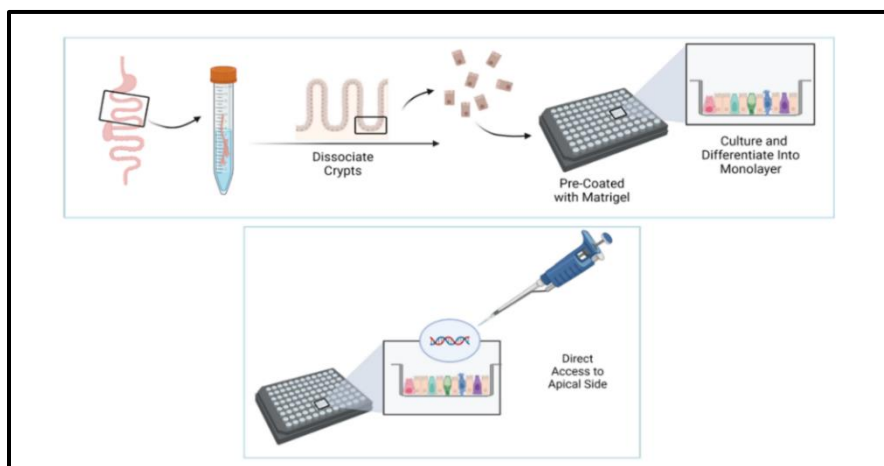 Dissociate
Crypts
Pre-Coated
with Matrigel
Culture and
Differentiate Into
Monolayer
Direct
Access to
Apical Side